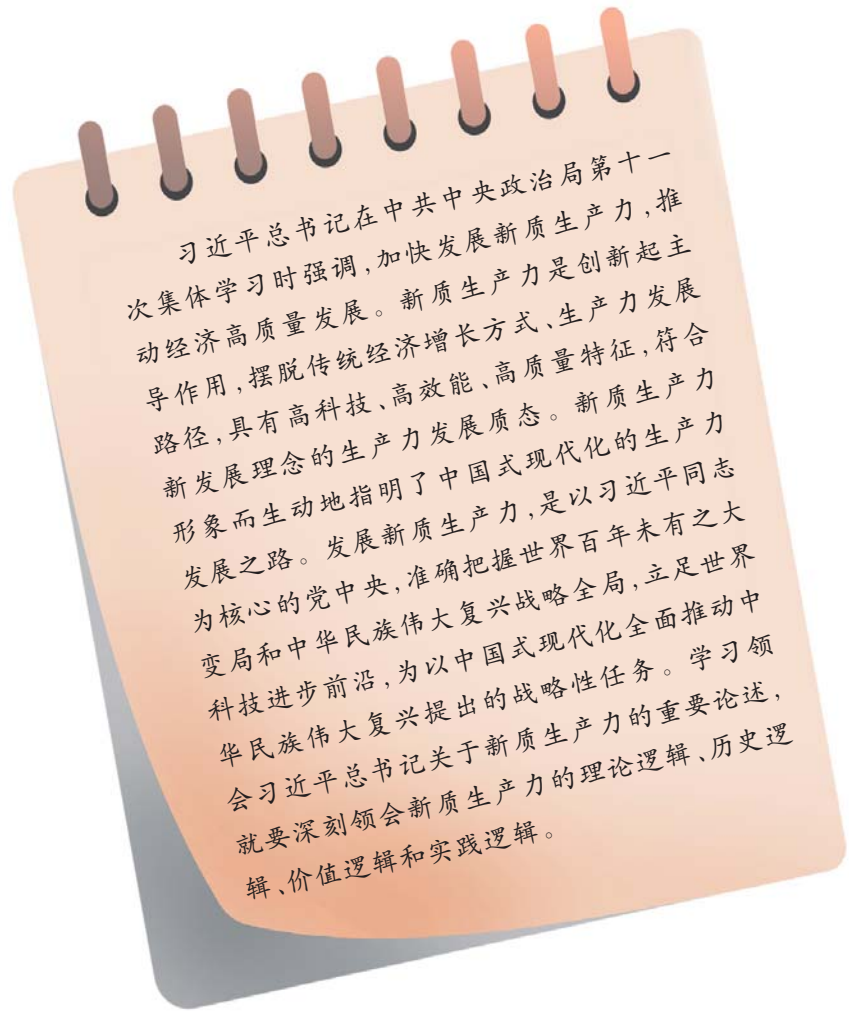 习近平总书记在中共中央政治局第十一
次集体学习时强调,加快发展新质生产力,推
动经济高质量发展。新质生产力是创新起主
导作用,摆脱传统经济增长方式、生产力发展
路径,具有高科技、高效能、高质量特征,符合
新发展理念的生产力发展质态。新质生产力
形象而生动地指明了中国式现代化的生产力
发展之路。发展新质生产力,是以习近平同志
为核心的党中央,准确把握世界百年未有之大
变局和中华民族伟大复兴战略全局,立足世界
科技进步前沿,为以中国式现代化全面推动中
华民族伟大复兴提出的战略性任务。学习领
会习近平总书记关于新质生产力的重要论述,
就要深刻领会新质生产力的理论逻辑、历史逻
辑、价值逻辑和实践逻辑。